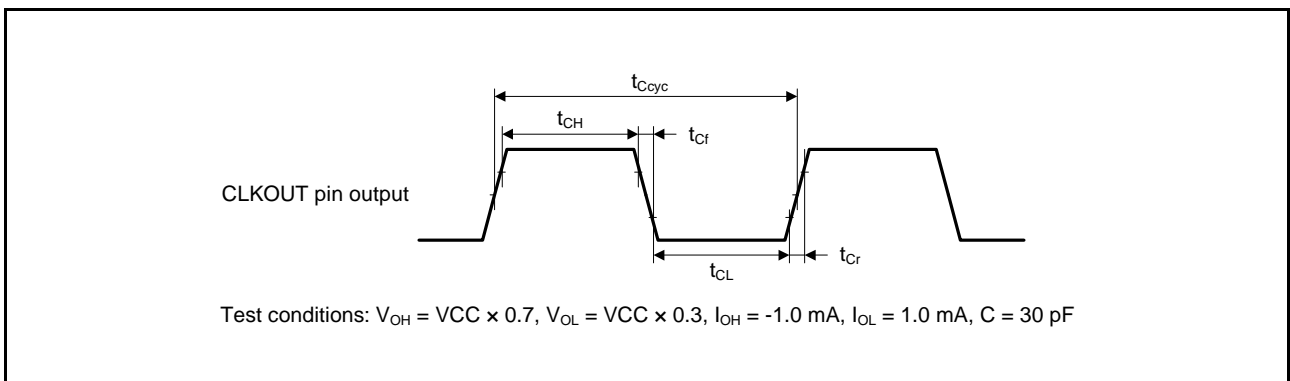 tCcyc
tCH
tCf
CLKOUT pin output
tCL
tCr
Test conditions: VOH = VCC × 0.7, VOL = VCC × 0.3, IOH = -1.0 mA, IOL = 1.0 mA, C = 30 pF